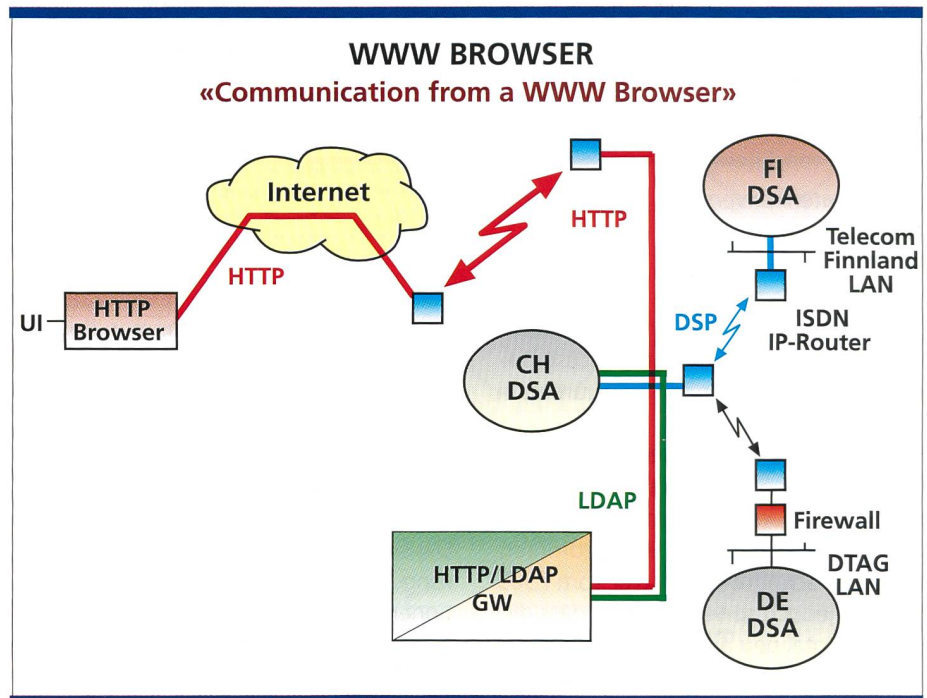 WWW BROWSER
«Communication from a WWW Browser»
Internet
HTTP
HTTP
UI
HTTP
Browser
FI
DSA
Telecom
Finnland
LAN
DSP
ISDN
IP-Router
CH
DSA
LDAP
Firewall
DTAG
LAN
HTTP/LDAP
GW
DE
DSA